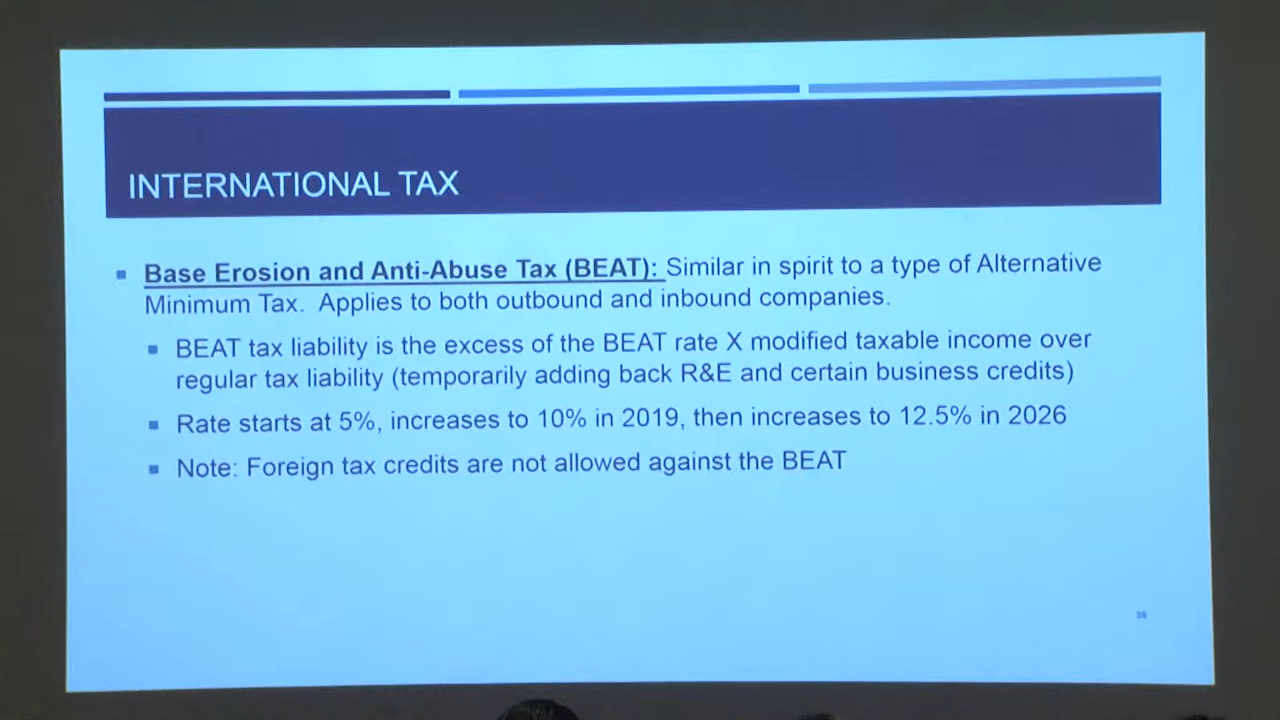 INTERNATIONAL TAX
Base Erosion and Anti-Abuse Tax (BEAT): Similar in spirit to a type of Alternative
Minimum Tax. Applies to both outbound and inbound companies.
BEAT tax liability is the excess of the BEAT rate X modified taxable income over
regular tax liability (temporarily adding back R&E and certain business credits)
Rate starts at 5%, increases to 10% in 2019, then increases to 12.5% in 2026
Note: Foreign tax credits are not allowed against the BEAT